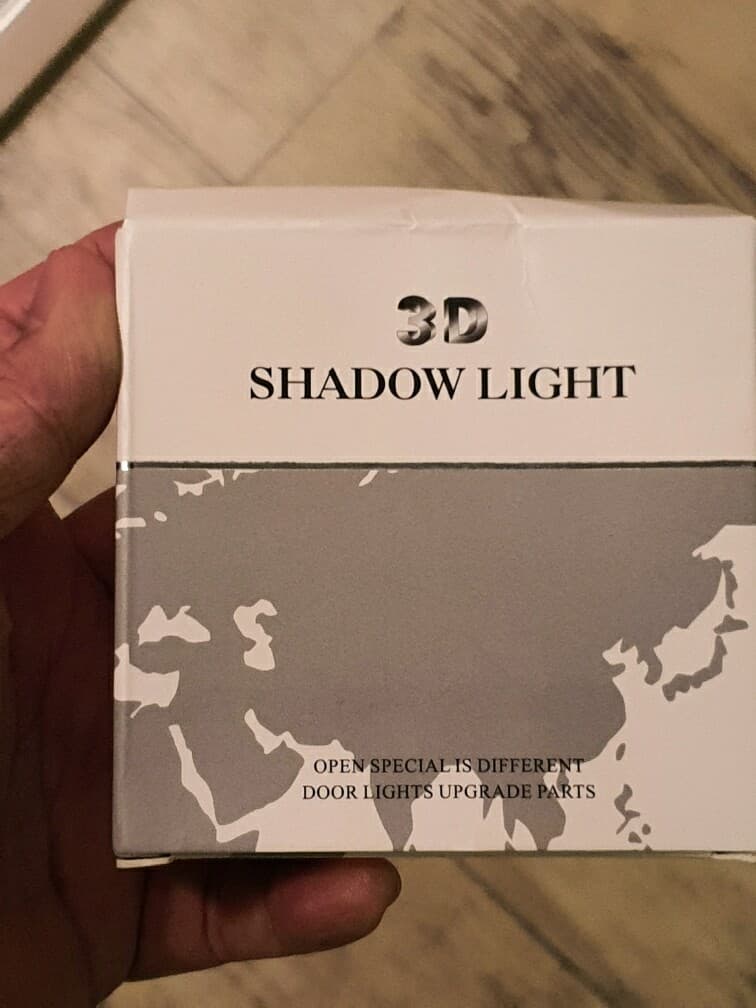 3D
SHADOW LIGHT
OPEN SPECIAL IS DIFFERENT
DOOR LIGHTS UPGRADE PARTS